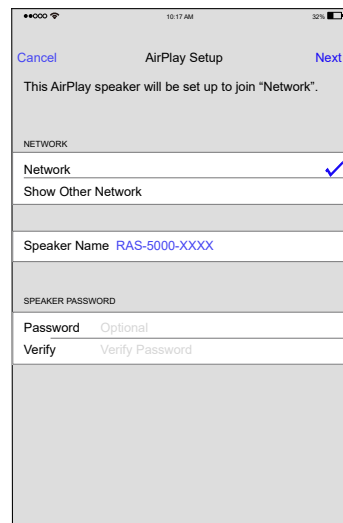 10:17 AM 32%
Cancel AirPlay Setup Next
This AirPlay speaker will be set up to join “Network”.
NETWORK
Network
Show Other Network
Speaker Name RAS-5000-XXXX
SPEAKER PASSWORD
Password Optional
Verify Verify Password